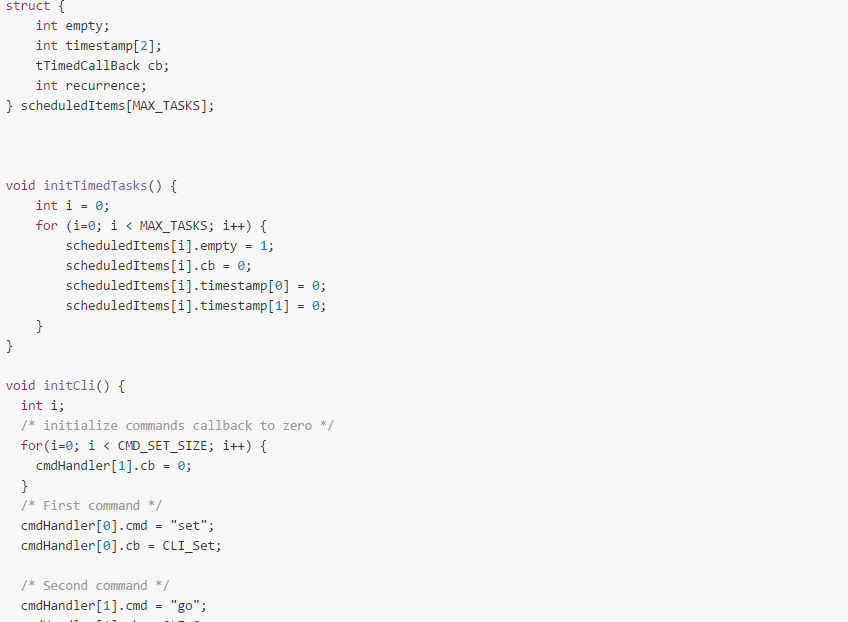 struct {
    int empty;
    int timestamp[2];
    tTimedCallBack cb;
    int recurrence;
} scheduledItems[MAX_TASKS];
void initTimedTasks() {
    int i = 0;
    for (i=0; i < MAX_TASKS; i++) {
        scheduledItems[i].empty = 1;
        scheduledItems[i].cb = 0;
        scheduledItems[i].timestamp[0] = 0;
        scheduledItems[i].timestamp[1] = 0;
    }
}
void initCli() {
  int i;
  /* initialize commands callback to zero */
  for(i=0; i < CMD_SET_SIZE; i++) {
    cmdHandler[1].cb = 0;
  }
  /* First command */
  cmdHandler[0].cmd = "set";
  cmdHandler[0].cb = CLI_Set;
  /* Second command */
  cmdHandler[1].cmd = "go";